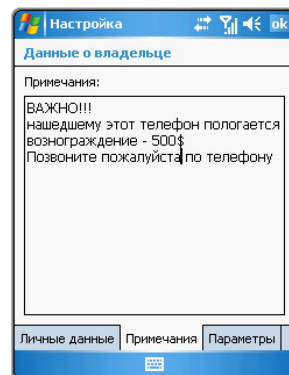 Настройка
ok
Данные о владельце
Примечания:
ВАЖНО!!!
нашедшему этот телефон пологается
вознограждение - 500$
Позвоните пожалуйста по телефону
Личные данные Примечания Параметры